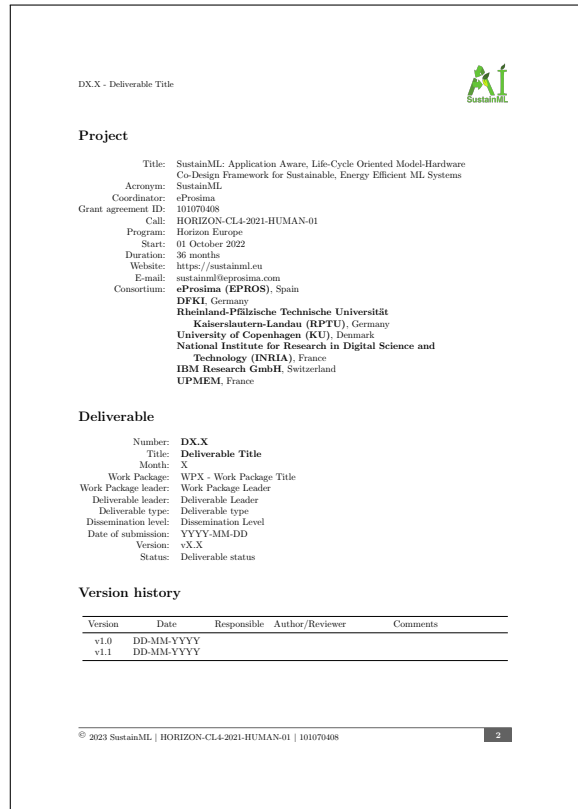 DX.X - Deliverable Title
SustainML
Project
Title: SustainML: Application Aware, Life-Cycle Oriented Model-Hardware
Co-Design Framework for Sustainable, Energy Efficient ML Systems
Acronym: SustainML
Coordinator: eProsima
Grant agreement ID: 101070408
Call: HORIZON-CL4-2021-HUMAN-01
Program: Horizon Europe
Start: 01 October 2022
Duration: 36 months
Website: https://sustainml.eu
E-mail: sustainml@eprosima.com
Consortium: eProsima (EPROS), Spain
DFKI, Germany
Rheinland-Pfälzische Technische Universität
Kaiserslautern-Landau (RPTU), Germany
University of Copenhagen (KU), Denmark
National Institute for Research in Digital Science and
Technology (INRIA), France
IBM Research GmbH, Switzerland
UPMEM, France
Deliverable
Number: DX.X
Title: Deliverable Title
Month: X
Work Package: WPX - Work Package Title
Work Package leader: Work Package Leader
Deliverable leader: Deliverable Leader
Deliverable type: Deliverable type
Dissemination level: Dissemination Level
Date of submission: YYYY-MM-DD
Version: vX.X
Status: Deliverable status
Version history
Version Date Responsible Author/Reviewer Comments
v1.0 DD-MM-YYYY
v1.1 DD-MM-YYYY
© 2023 SustainML | HORIZON-CL4-2021-HUMAN-01 | 101070408 2